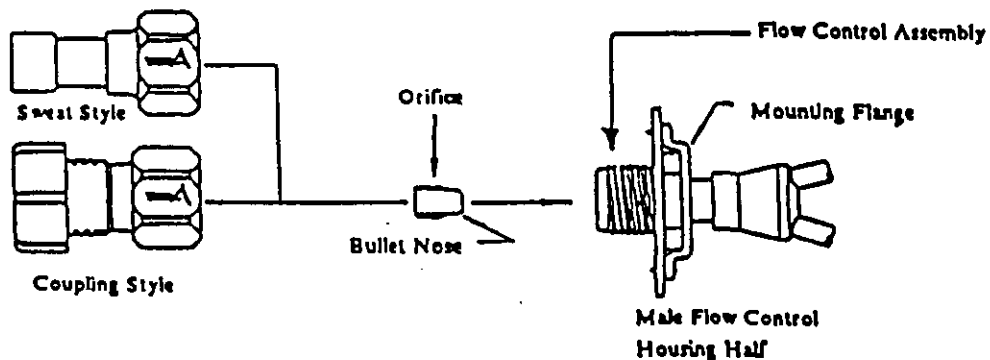 Flow Control Assembly
Sweat Style
Orifice
Mounting Flange
Bullet Nose
Coupling Style
Male Flow Control
Housing Half